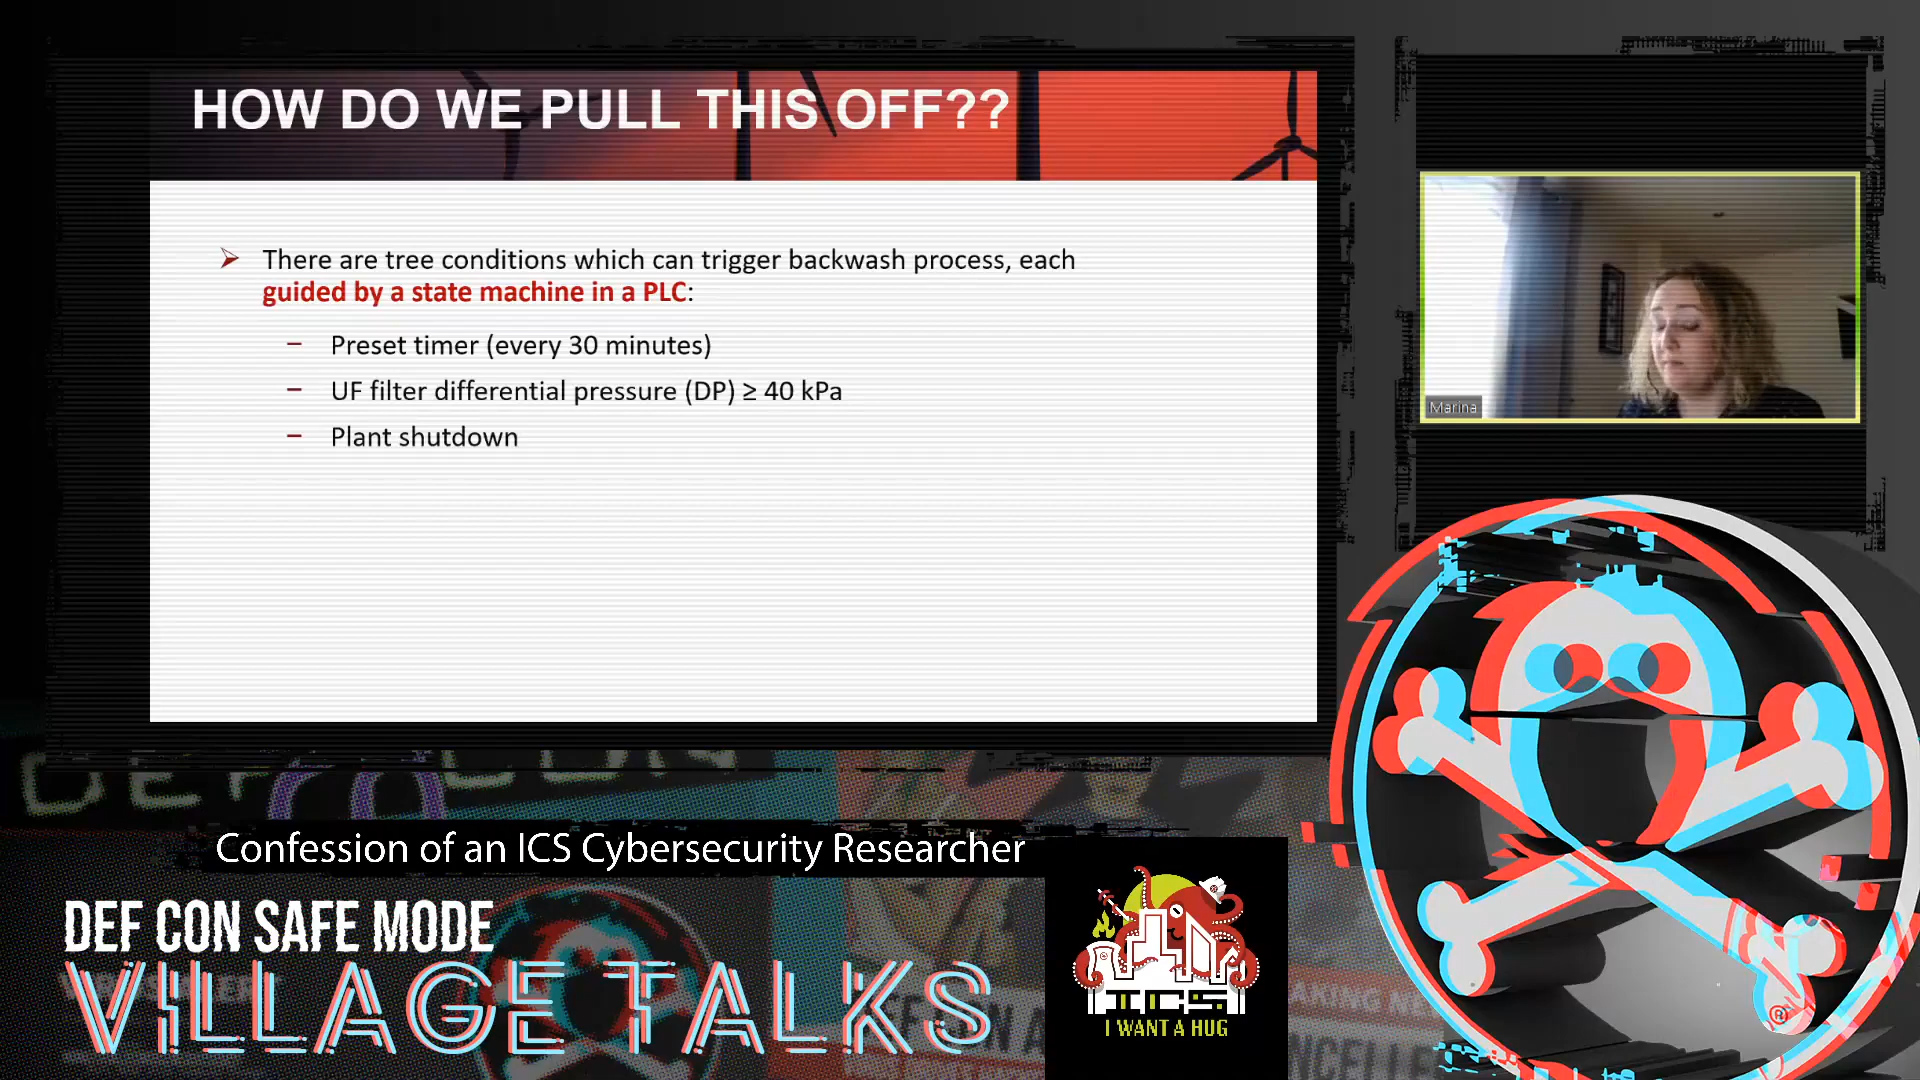 HOW DO WE PULL THIS OFF??
There are tree conditions which can trigger backwash process, each
guided by a state machine in a PLC:
– Preset timer (every 30 minutes)
– UF filter differential pressure (DP) ≥ 40 kPa
– Plant shutdown
Marina
Confession of an ICS Cybersecurity Researcher
DEF CON SAFE MODE
VILLAGE TALKS
ICS
I WANT A HUG
®